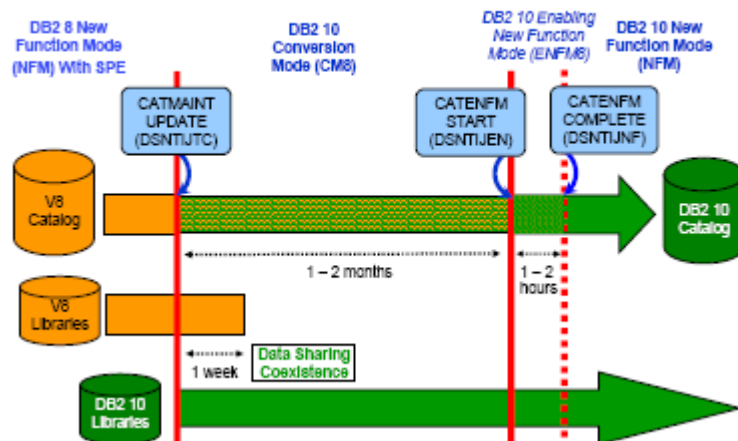 DB2 8 New
Function Mode
(NFM) With SPE
DB2 10
Conversion
Mode (CM8)
DB2 10 Enabling
New Function
Mode (ENFM8)
DB2 10 New
Function Mode
(NFM)
CATMAINT
UPDATE
(DSNTIJTC)
CATENFM
START
(DSNTIJEN)
CATENFM
COMPLETE
(DSNTIJNF)
V8
Catalog
DB2 10
Catalog
1 – 2 months
1 – 2
hours
V8
Libraries
1 week
Data Sharing
Coexistence
DB2 10
Libraries